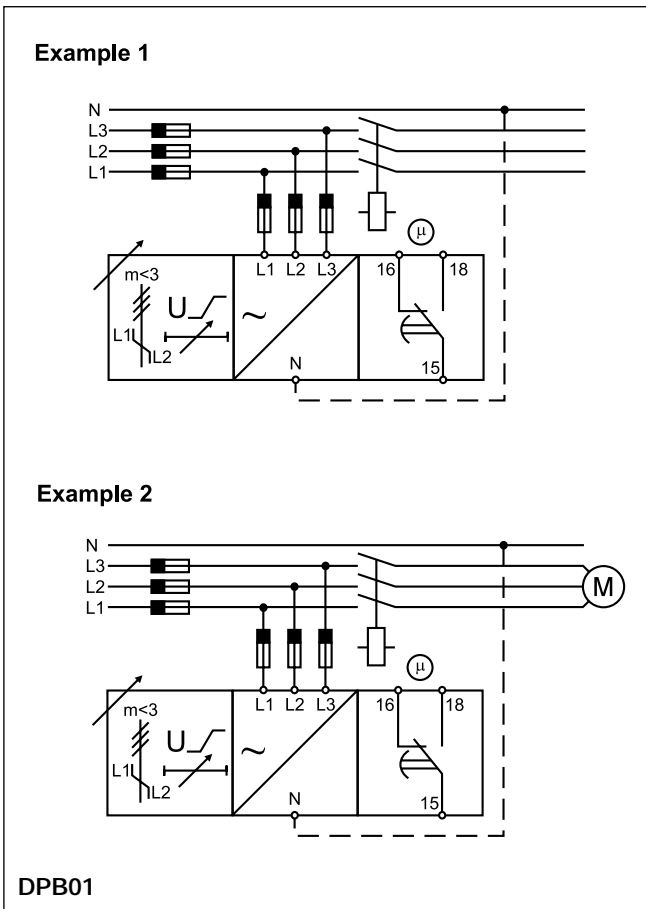 Example 1
N
L3
L2
L1
µ
L1 L2 L3 16 18
m<3
U
~
L1
L2
N
15
Example 2
N
L3
L2
L1
M
µ
L1 L2 L3 16 18
m<3
U
~
L1
L2
N
15
DPB01